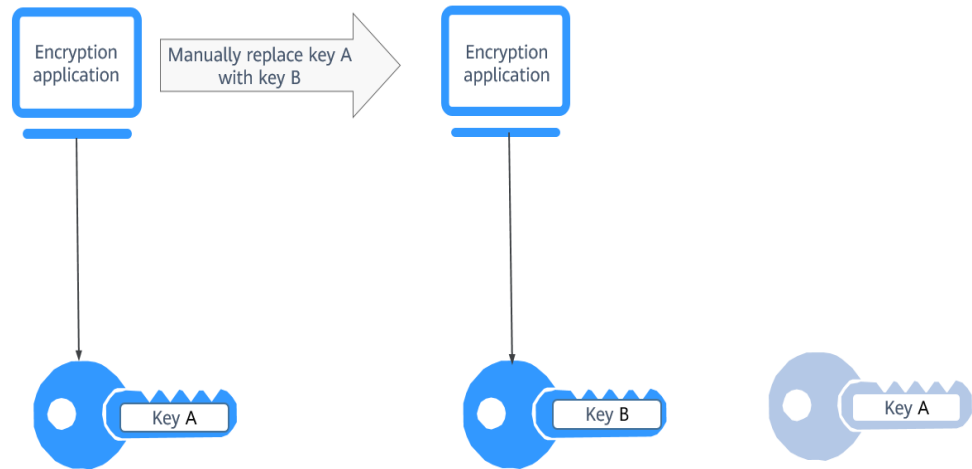 Encryption
application
Manually replace key A
with key B
Encryption
application
Key A
Key B
Key A